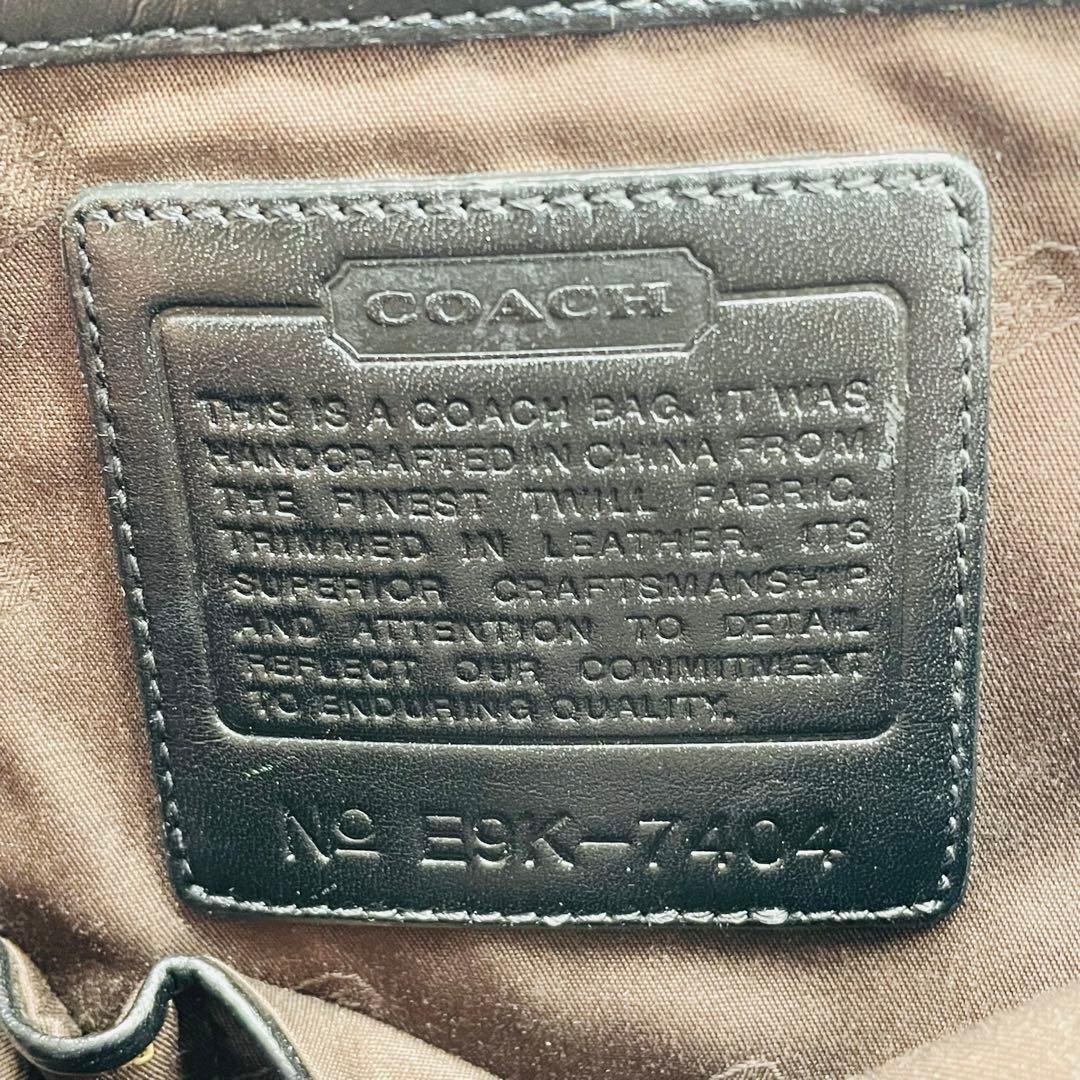 COACH
THIS IS A COACH BAG. IT WAS
HANDCRAFTED IN CHINA FROM
THE FINEST TWILL FABRIC.
TRIMMED IN LEATHER. ITS
SUPERIOR CRAFTSMANSHIP
AND ATTENTION TO DETAIL
REFLECT OUR COMMITMENT
TO ENDURING QUALITY.
Nº E9K-7404